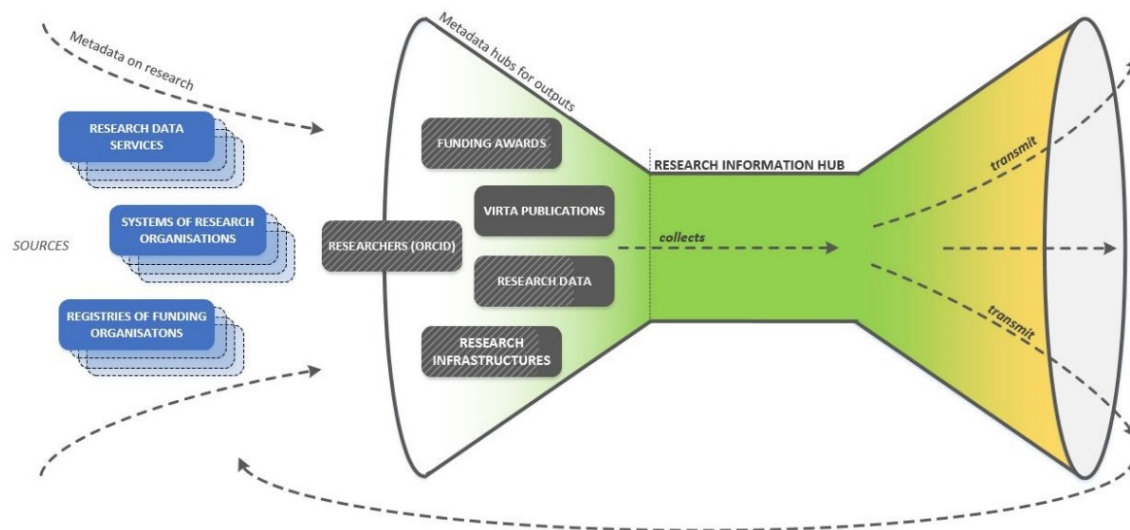 Metadata on research
Metadata hubs for outputs
RESEARCH DATA
SERVICES
SYSTEMS OF RESEARCH
ORGANISATIONS
SOURCES
REGISTRIES OF FUNDING
ORGANISATONS
FUNDING AWARDS
VIRTA PUBLICATIONS
RESEARCHERS (ORCID)
RESEARCH DATA
RESEARCH
INFRASTRUCTURES
RESEARCH INFORMATION HUB
collects
transmit
transmit